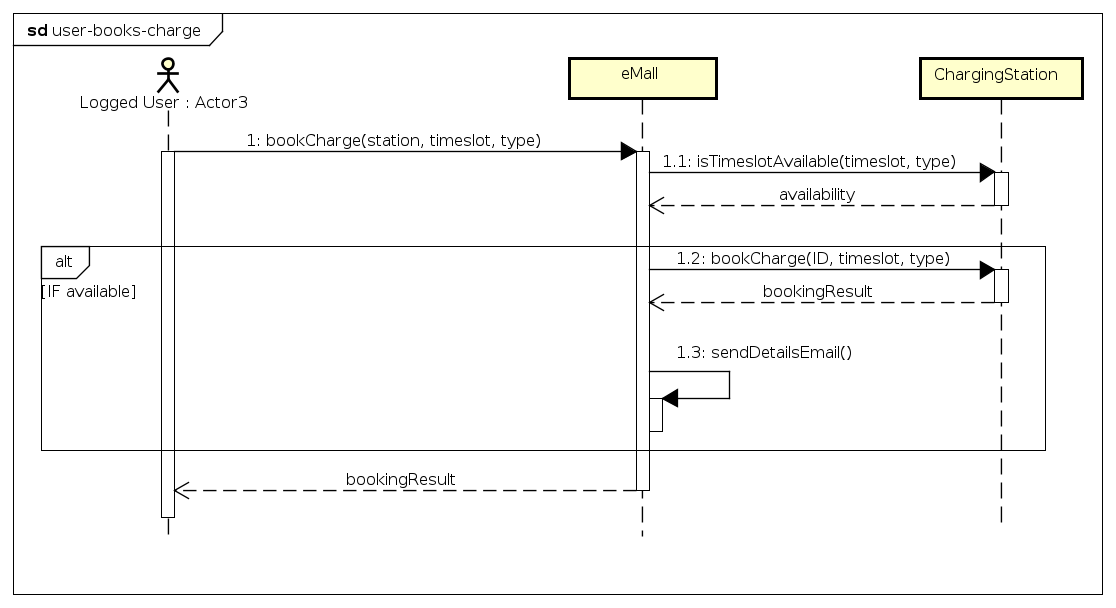 sd user-books-charge
Logged User : Actor3
eMall
ChargingStation
1: bookCharge(station, timeslot, type)
1.1: isTimeslotAvailable(timeslot, type)
availability
alt
[IF available]
1.2: bookCharge(ID, timeslot, type)
bookingResult
1.3: sendDetailsEmail()
bookingResult